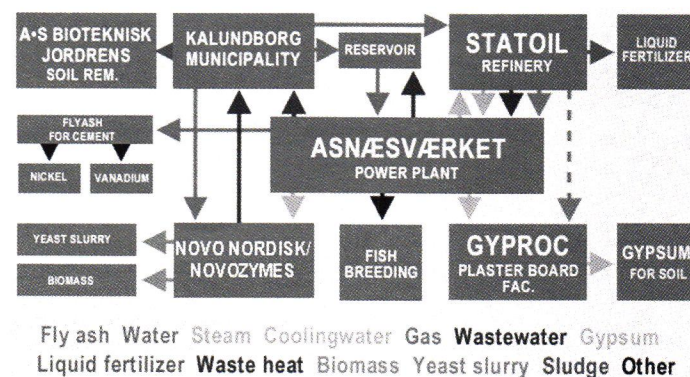 A•S BIOTEKNISK
JORDRENS
SOIL REM.
KALUNDBORG
MUNICIPALITY
RESERVOIR
STATOIL
REFINERY
LIQUID
FERTILIZER
FLYASH
FOR CEMENT
NICKEL
VANADIUM
ASNÆSVÆRKET
POWER PLANT
YEAST SLURRY
BIOMASS
NOVO NORDISK/
NOVOZYMES
FISH
BREEDING
GYPROC
PLASTER BOARD
FAC.
GYPSUM
FOR SOIL
Fly ash Water Steam Coolingwater Gas Wastewater Gypsum
Liquid fertilizer Waste heat Biomass Yeast slurry Sludge Other